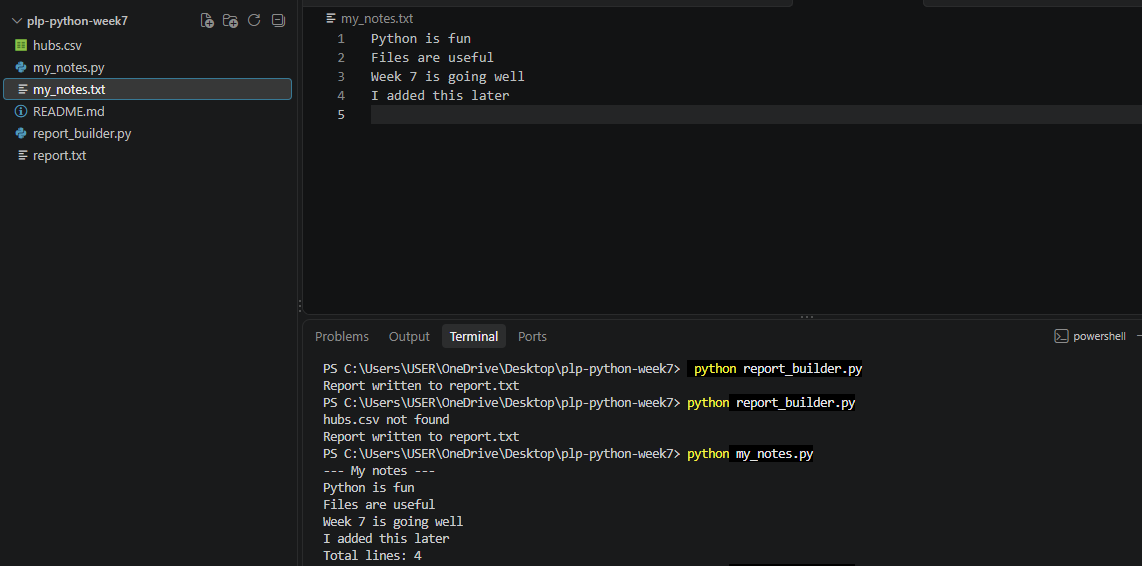 plp-python-week7
hubs.csv
my_notes.py
my_notes.txt
README.md
report_builder.py
report.txt
my_notes.txt
1 Python is fun
2 Files are useful
3 Week 7 is going well
4 I added this later
5
Problems Output Terminal Ports powershell
PS C:\Users\USER\OneDrive\Desktop\plp-python-week7>  python report_builder.py
Report written to report.txt
PS C:\Users\USER\OneDrive\Desktop\plp-python-week7> python report_builder.py
hubs.csv not found
Report written to report.txt
PS C:\Users\USER\OneDrive\Desktop\plp-python-week7> python my_notes.py
--- My notes ---
Python is fun
Files are useful
Week 7 is going well
I added this later
Total lines: 4